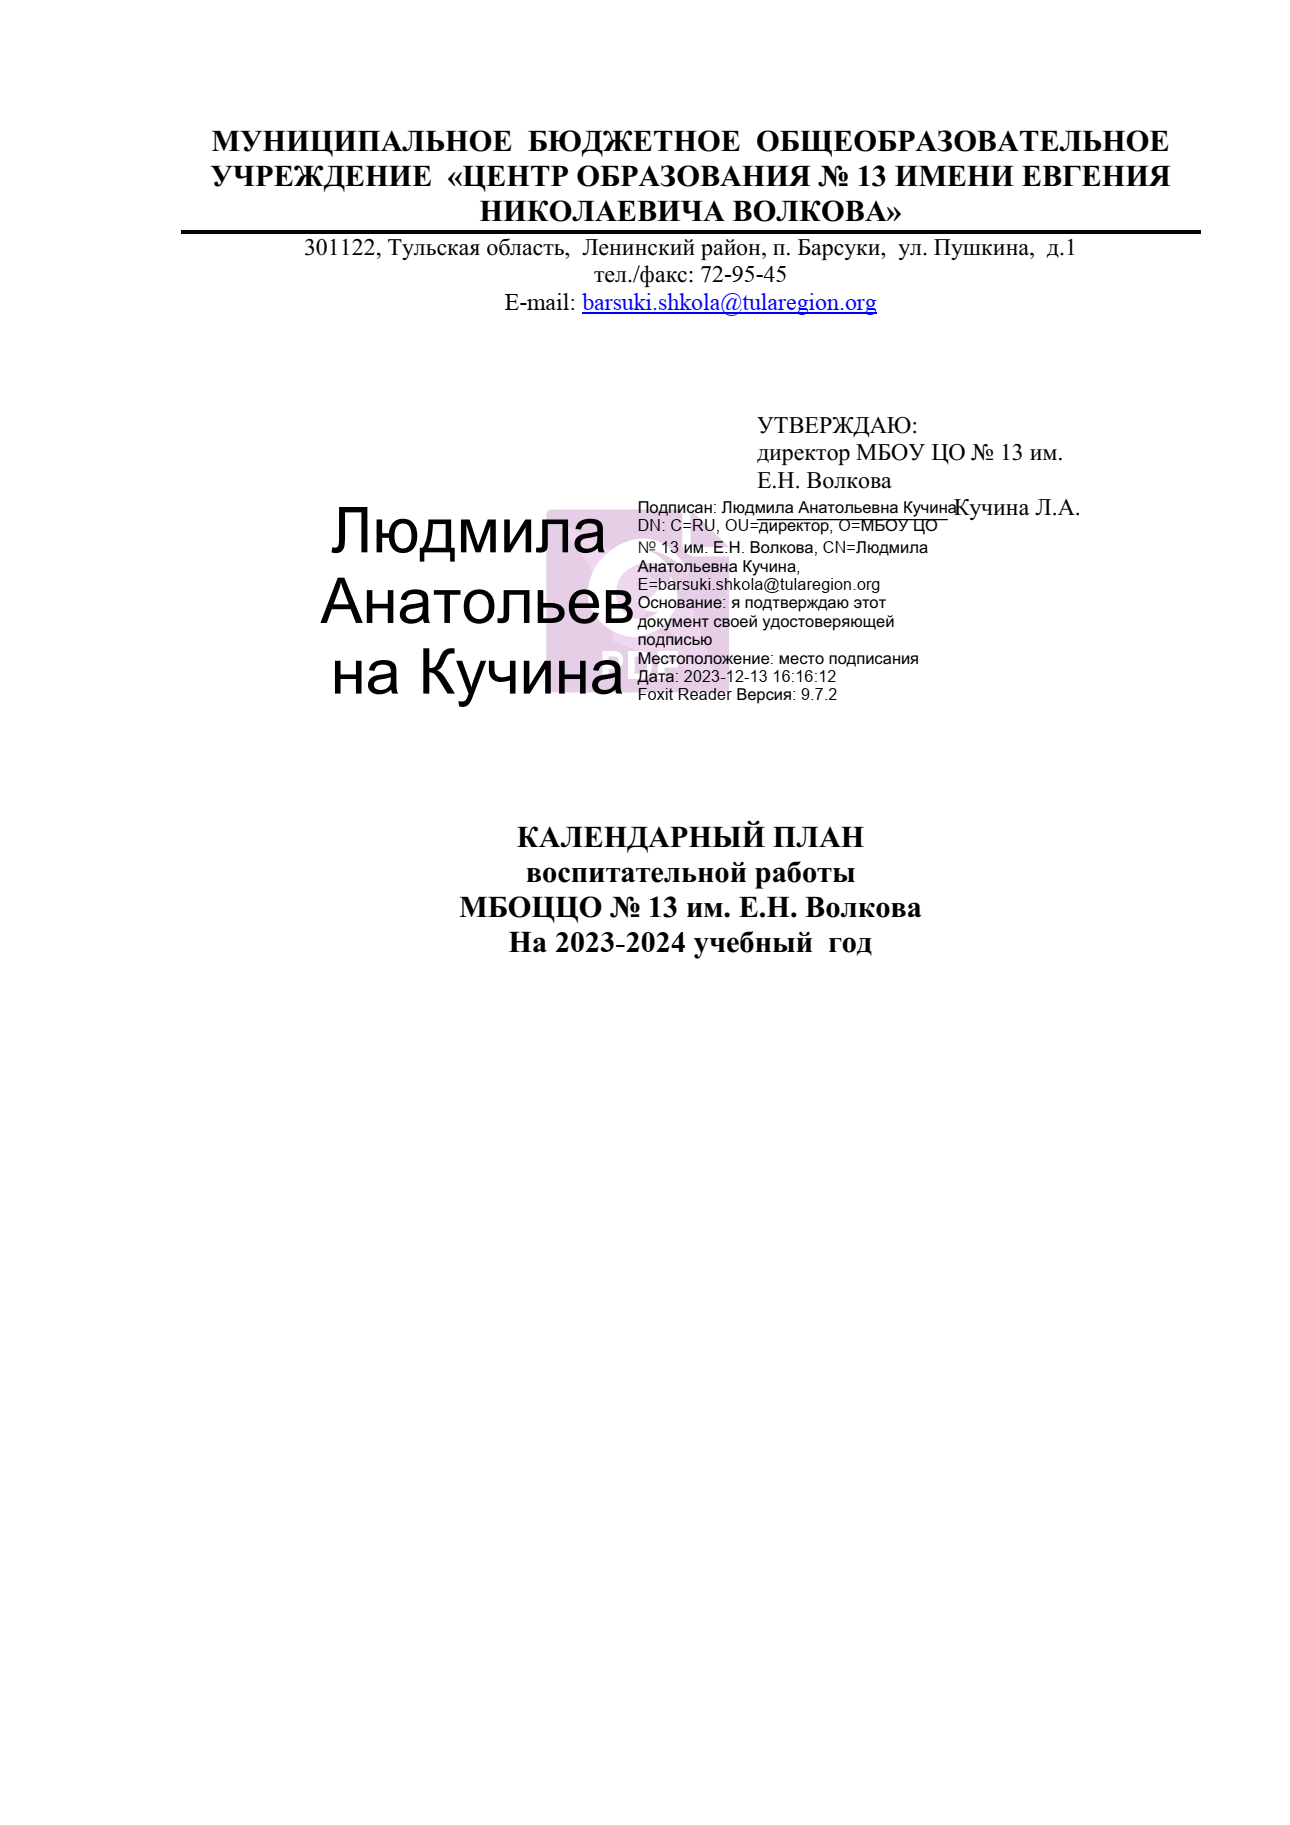 МУНИЦИПАЛЬНОЕ БЮДЖЕТНОЕ ОБЩЕОБРАЗОВАТЕЛЬНОЕ
УЧРЕЖДЕНИЕ «ЦЕНТР ОБРАЗОВАНИЯ № 13 ИМЕНИ ЕВГЕНИЯ
НИКОЛАЕВИЧА ВОЛКОВА»
301122, Тульская область, Ленинский район, п. Барсуки, ул. Пушкина, д.1
тел./факс: 72-95-45
E-mail: barsuki.shkola@tularegion.org
УТВЕРЖДАЮ:
директор МБОУ ЦО № 13 им.
Е.Н. Волкова
Кучина Л.А.
Людмила
Анатольев
на Кучина
Подписан: Людмила Анатольевна Кучина
DN: C=RU, OU=директор, O=МБОУ ЦО
№ 13 им. Е.Н. Волкова, CN=Людмила
Анатольевна Кучина,
E=barsuki.shkola@tularegion.org
Основание: я подтверждаю этот
документ своей удостоверяющей
подписью
Местоположение: место подписания
Дата: 2023-12-13 16:16:12
Foxit Reader Версия: 9.7.2
PDF
КАЛЕНДАРНЫЙ ПЛАН
воспитательной работы
МБОЦЦО № 13 им. Е.Н. Волкова
На 2023-2024 учебный год